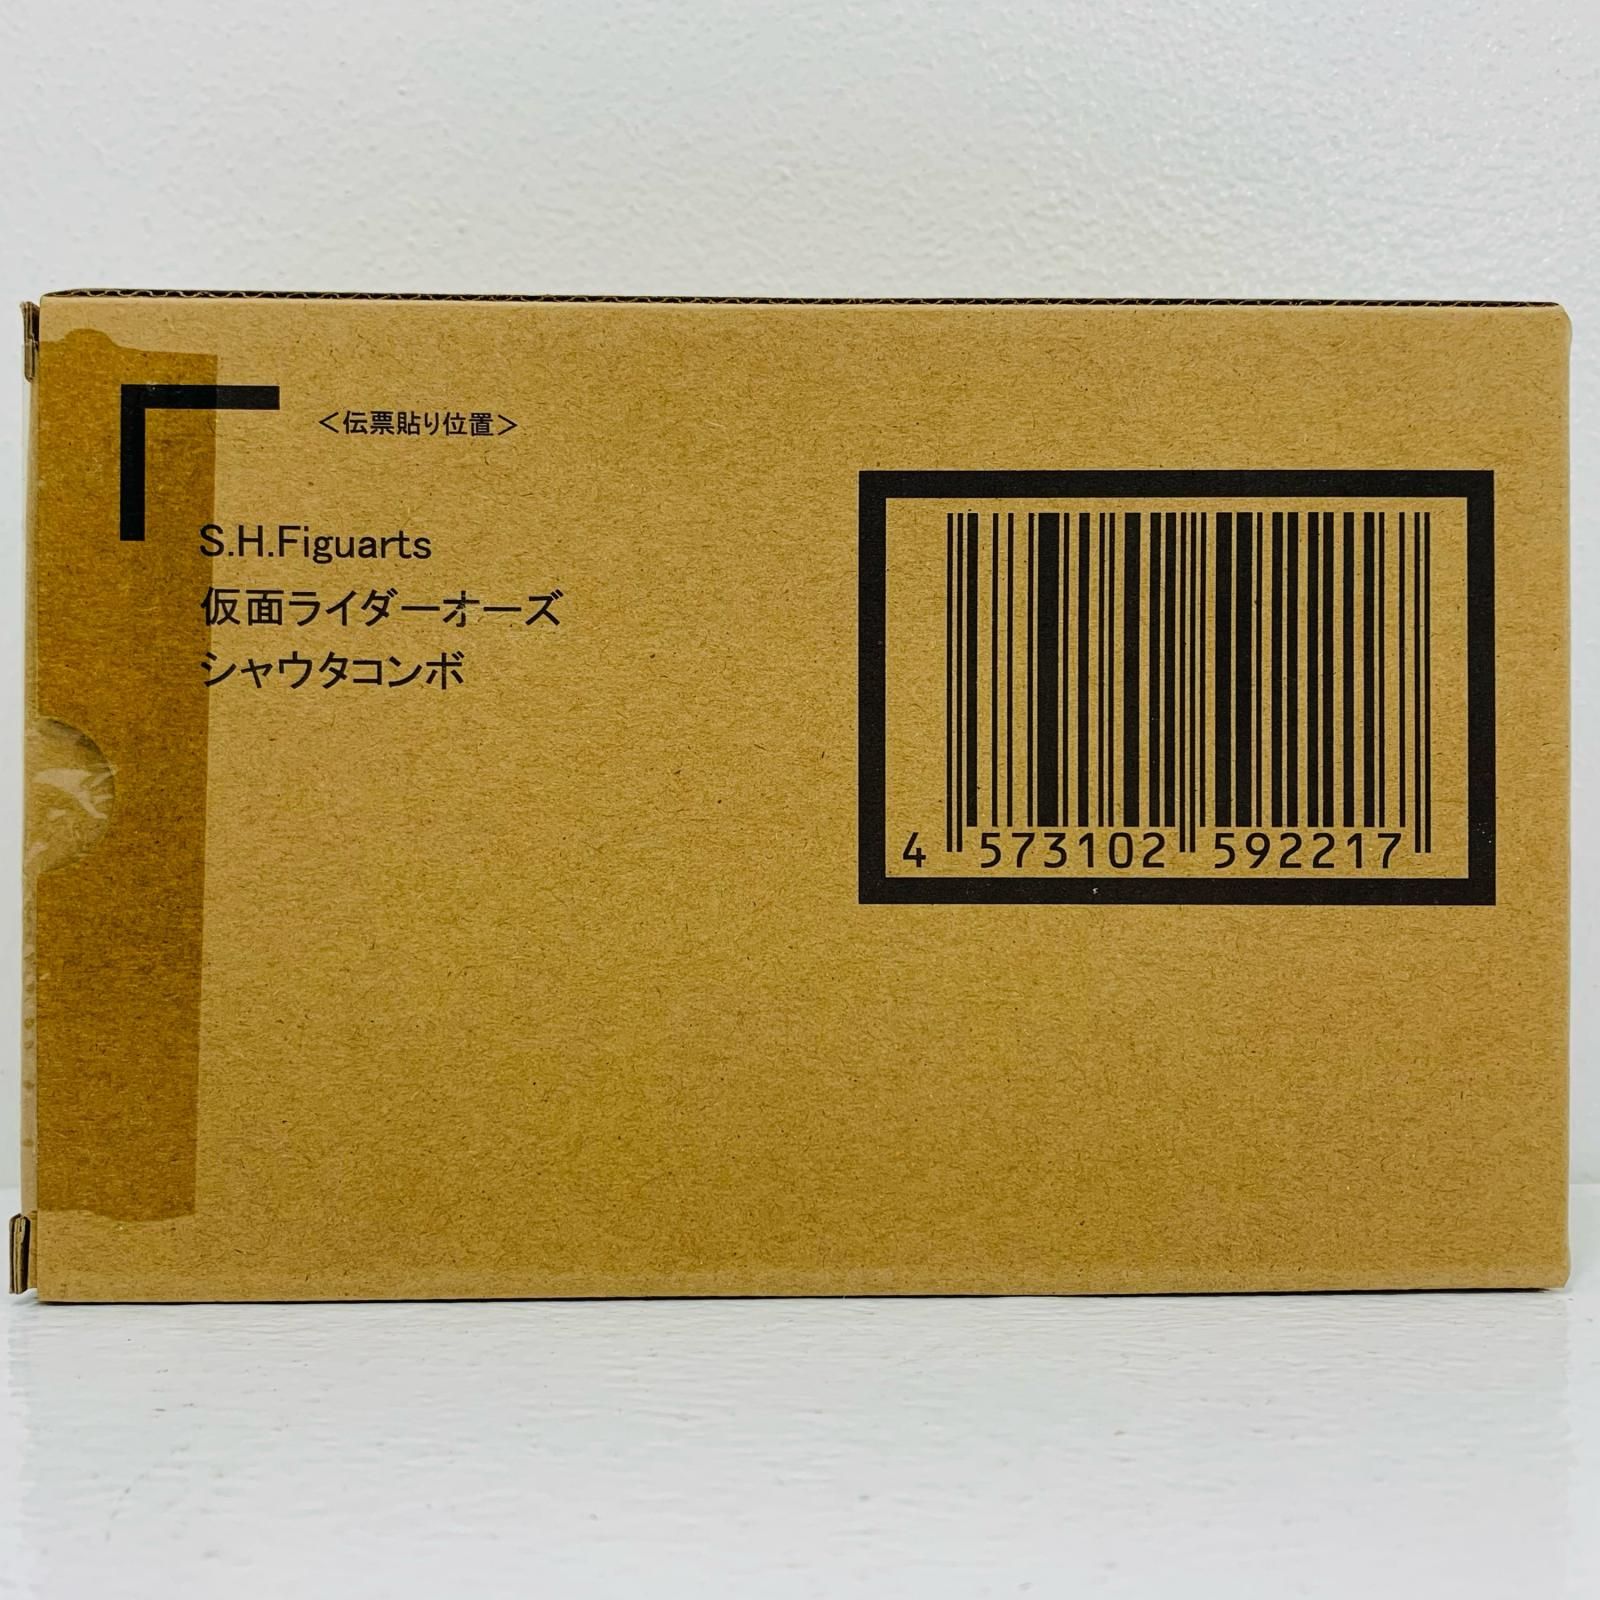 <伝票貼り位置>
S.H.Figuarts
仮面ライダーオーズ
シャウタコンボ
4 573102 592217